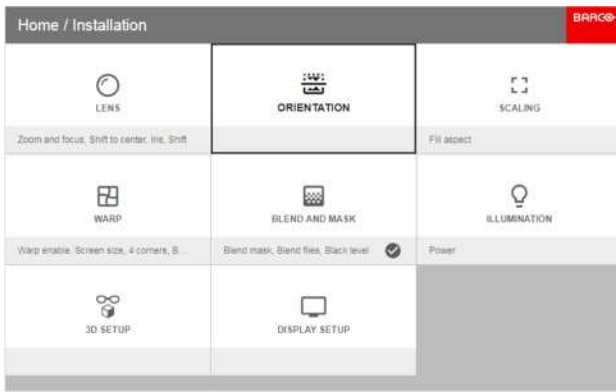 Home / Installation
BARCO
LENS
ORIENTATION
SCALING
Zoom and focus, Shift to center, Iris, Shift
Fill aspect
WARP
BLEND AND MASK
ILLUMINATION
Warp enable, Screen size, 4 corners, B...
Blend mask, Blend files, Black level
Power
3D SETUP
DISPLAY SETUP